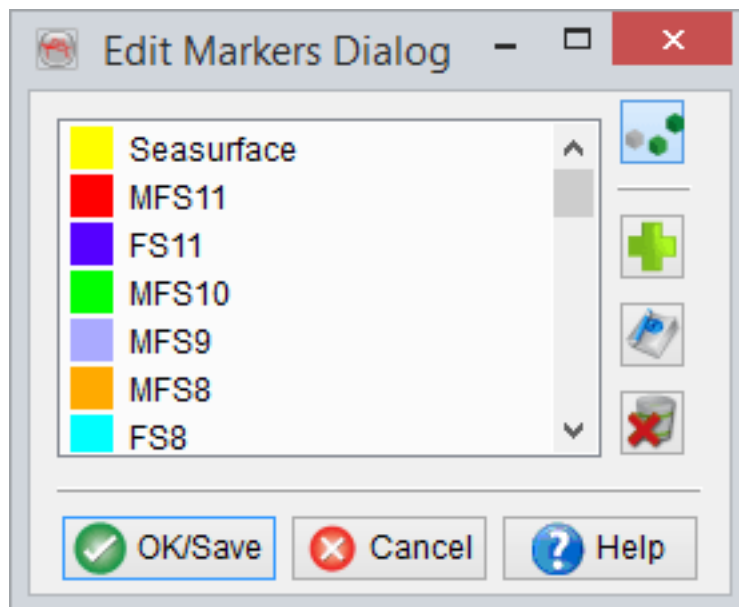 Edit Markers Dialog
Seasurface
MFS11
FS11
MFS10
MFS9
MFS8
FS8
OK/Save Cancel Help